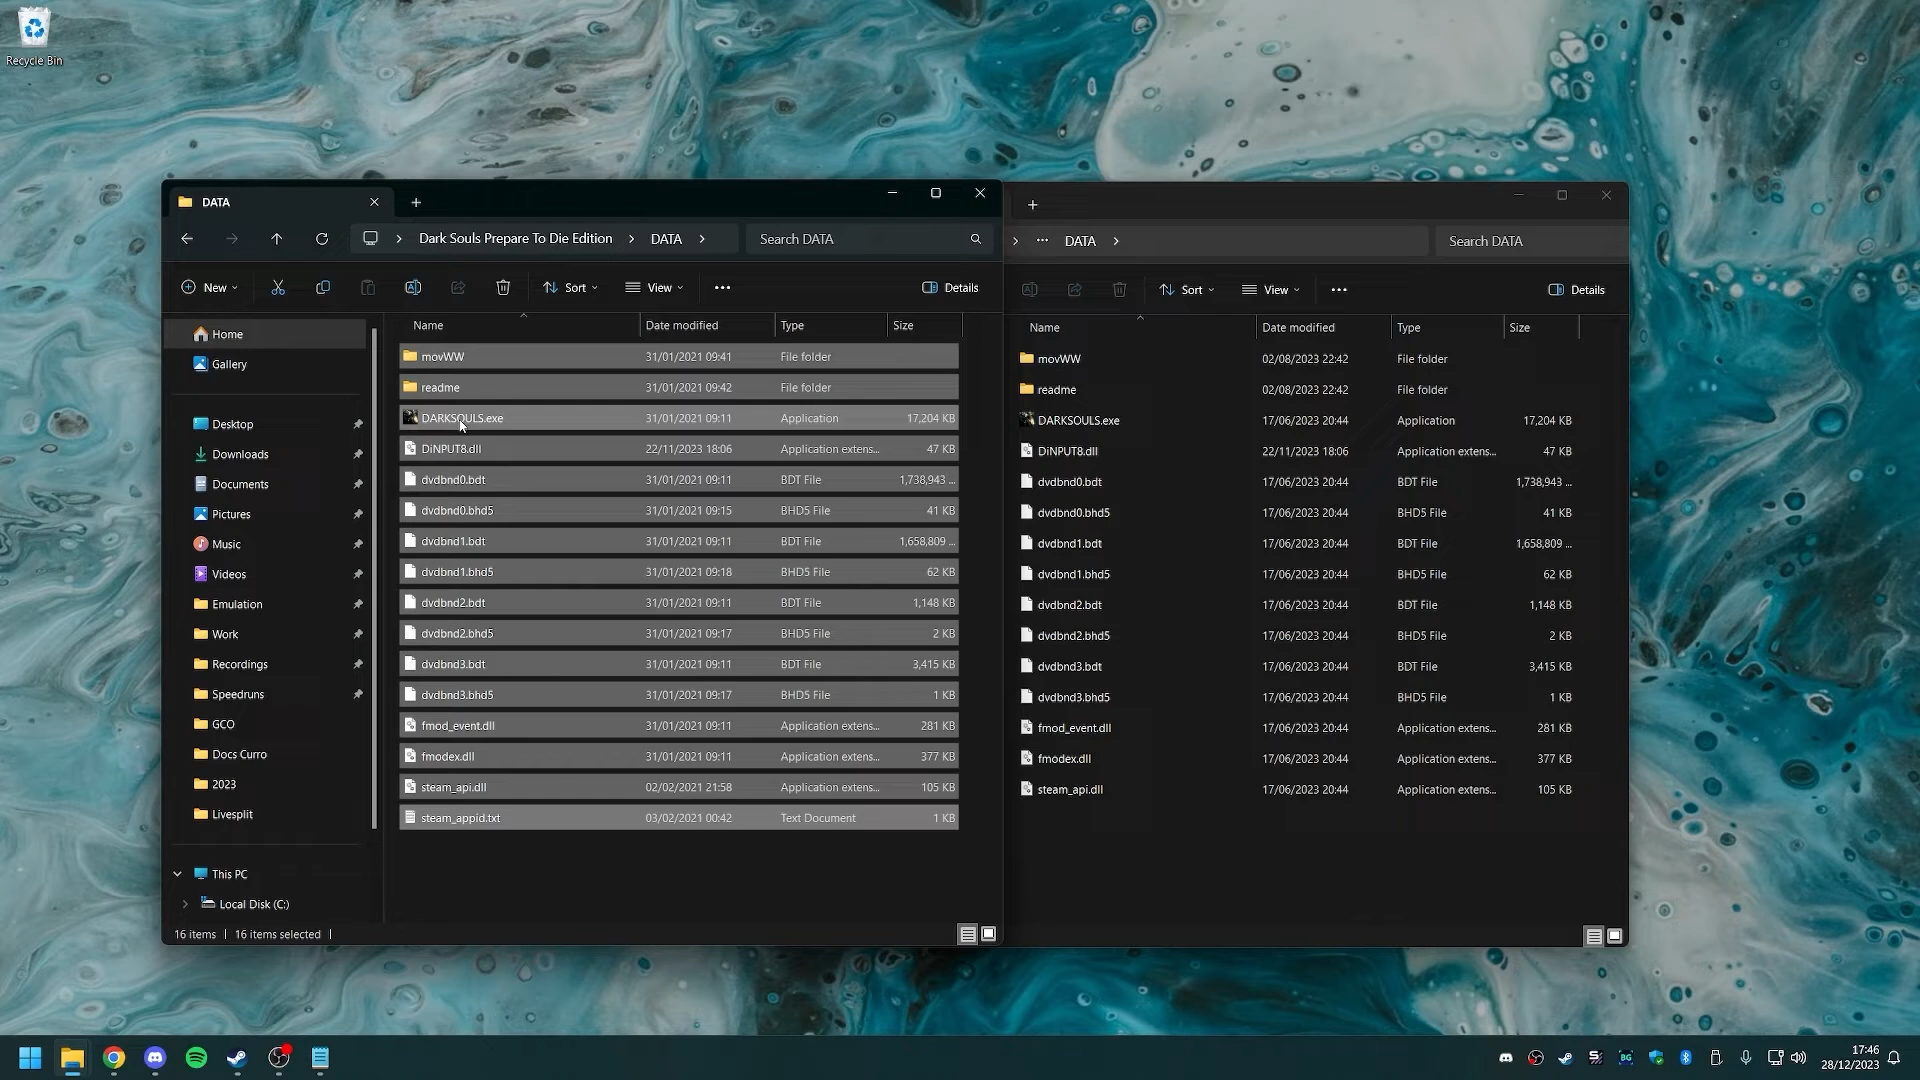 Recycle Bin
DATA
Dark Souls Prepare To Die Edition
DATA
Search DATA
New
Sort
View
Details
Name
Date modified
Type
Size
Home
Gallery
Desktop
Downloads
Documents
Pictures
Music
Videos
Emulation
Work
Recordings
Speedruns
GCO
Docs Curro
2023
Livesplit
This PC
Local Disk (C:)
movWW 31/01/2021 09:41 File folder
readme 31/01/2021 09:42 File folder
DARKSOULS.exe 31/01/2021 09:11 Application 17,204 KB
DiNPUT8.dll 22/11/2023 18:06 Application extens... 47 KB
dvdbnd0.bdt 31/01/2021 09:11 BDT File 1,738,943 ...
dvdbnd0.bhd5 31/01/2021 09:15 BHD5 File 41 KB
dvdbnd1.bdt 31/01/2021 09:11 BDT File 1,658,809 ...
dvdbnd1.bhd5 31/01/2021 09:18 BHD5 File 62 KB
dvdbnd2.bdt 31/01/2021 09:11 BDT File 1,148 KB
dvdbnd2.bhd5 31/01/2021 09:17 BHD5 File 2 KB
dvdbnd3.bdt 31/01/2021 09:11 BDT File 3,415 KB
dvdbnd3.bhd5 31/01/2021 09:17 BHD5 File 1 KB
fmod_event.dll 31/01/2021 09:11 Application extens... 281 KB
fmodex.dll 31/01/2021 09:11 Application extens... 377 KB
steam_api.dll 02/02/2021 21:58 Application extens... 105 KB
steam_appid.txt 03/02/2021 00:42 Text Document 1 KB
16 items
16 items selected
DATA
Search DATA
Sort
View
Details
Name
Date modified
Type
Size
movWW 02/08/2023 22:42 File folder
readme 02/08/2023 22:42 File folder
DARKSOULS.exe 17/06/2023 20:44 Application 17,204 KB
DiNPUT8.dll 22/11/2023 18:06 Application extens... 47 KB
dvdbnd0.bdt 17/06/2023 20:44 BDT File 1,738,943 ...
dvdbnd0.bhd5 17/06/2023 20:44 BHD5 File 41 KB
dvdbnd1.bdt 17/06/2023 20:44 BDT File 1,658,809 ...
dvdbnd1.bhd5 17/06/2023 20:44 BHD5 File 62 KB
dvdbnd2.bdt 17/06/2023 20:44 BDT File 1,148 KB
dvdbnd2.bhd5 17/06/2023 20:44 BHD5 File 2 KB
dvdbnd3.bdt 17/06/2023 20:44 BDT File 3,415 KB
dvdbnd3.bhd5 17/06/2023 20:44 BHD5 File 1 KB
fmod_event.dll 17/06/2023 20:44 Application extens... 281 KB
fmodex.dll 17/06/2023 20:44 Application extens... 377 KB
steam_api.dll 17/06/2023 20:44 Application extens... 105 KB
BG
17:46
28/12/2023